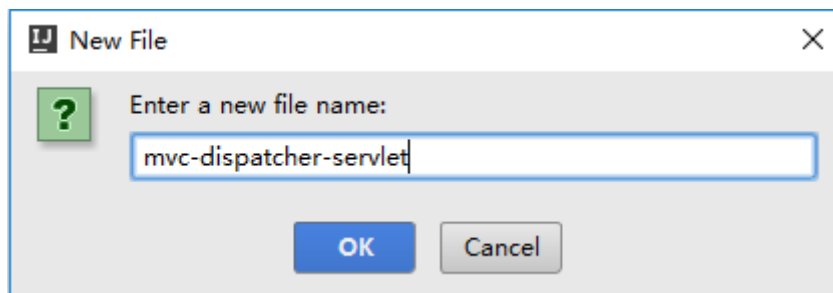 IJ New File
Enter a new file name:
mvc-dispatcher-servlet
OK Cancel